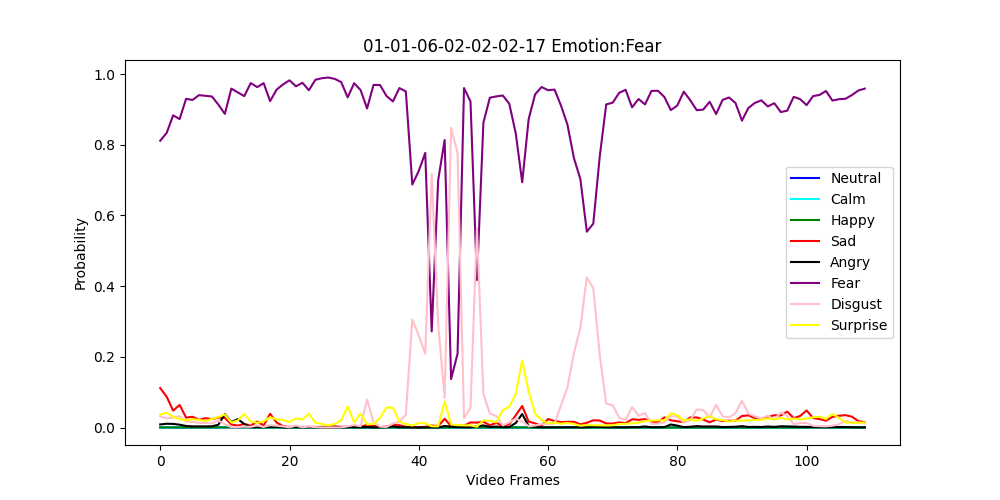 01-01-06-02-02-02-17 Emotion:Fear
Probability
1.0
0.8
0.6
0.4
0.2
0.0
0
20
40
60
80
100
Video Frames
Neutral
Calm
Happy
Sad
Angry
Fear
Disgust
Surprise